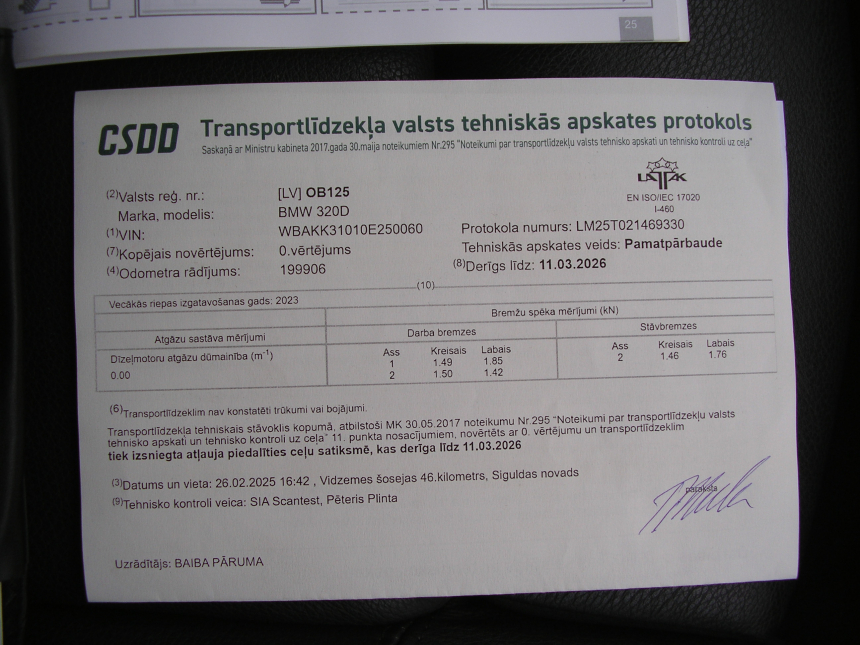 25
CSDD
Transportlīdzekļa valsts tehniskās apskates protokols
Saskaņā ar Ministru kabineta 2017.gada 30.maija noteikumiem Nr.295 "Noteikumi par transportlīdzekļu valsts tehnisko apskati un tehnisko kontroli uz ceļa"
LATAK
EN ISO/IEC 17020
I-460
(2)Valsts reģ. nr.: [LV] OB125
Marka, modelis: BMW 320D
(1)VIN: WBAKK31010E250060 Protokola numurs: LM25T021469330
(7)Kopējais novērtējums: 0.vērtējums Tehniskās apskates veids: Pamatpārbaude
(4)Odometra rādījums: 199906 (8)Derīgs līdz: 11.03.2026
(10)
Vecākās riepas izgatavošanas gads: 2023
Bremžu spēka mērījumi (kN)
Atgāzu sastāva mērījumi Darba bremzes Stāvbremzes
Dīzeļmotoru atgāzu dūmainība (m-1) Ass Kreisais Labais Ass Kreisais Labais
1 1.49 1.85 2 1.46 1.76
0.00 2 1.50 1.42
(6)Transportlīdzeklim nav konstatēti trūkumi vai bojājumi.
Transportlīdzekļa tehniskais stāvoklis kopumā, atbilstoši MK 30.05.2017 noteikumu Nr.295 "Noteikumi par transportlīdzekļu valsts
tehnisko apskati un tehnisko kontroli uz ceļa" 11. punkta nosacījumiem, novērtēts ar 0. vērtējumu un transportlīdzeklim
tiek izsniegta atļauja piedalīties ceļu satiksmē, kas derīga līdz 11.03.2026
(3)Datums un vieta: 26.02.2025 16:42 , Vidzemes šosejas 46.kilometrs, Siguldas novads
(9)Tehnisko kontroli veica: SIA Scantest, Pēteris Plinta
paraksts
Uzrādītājs: BAIBA PĀRUMA